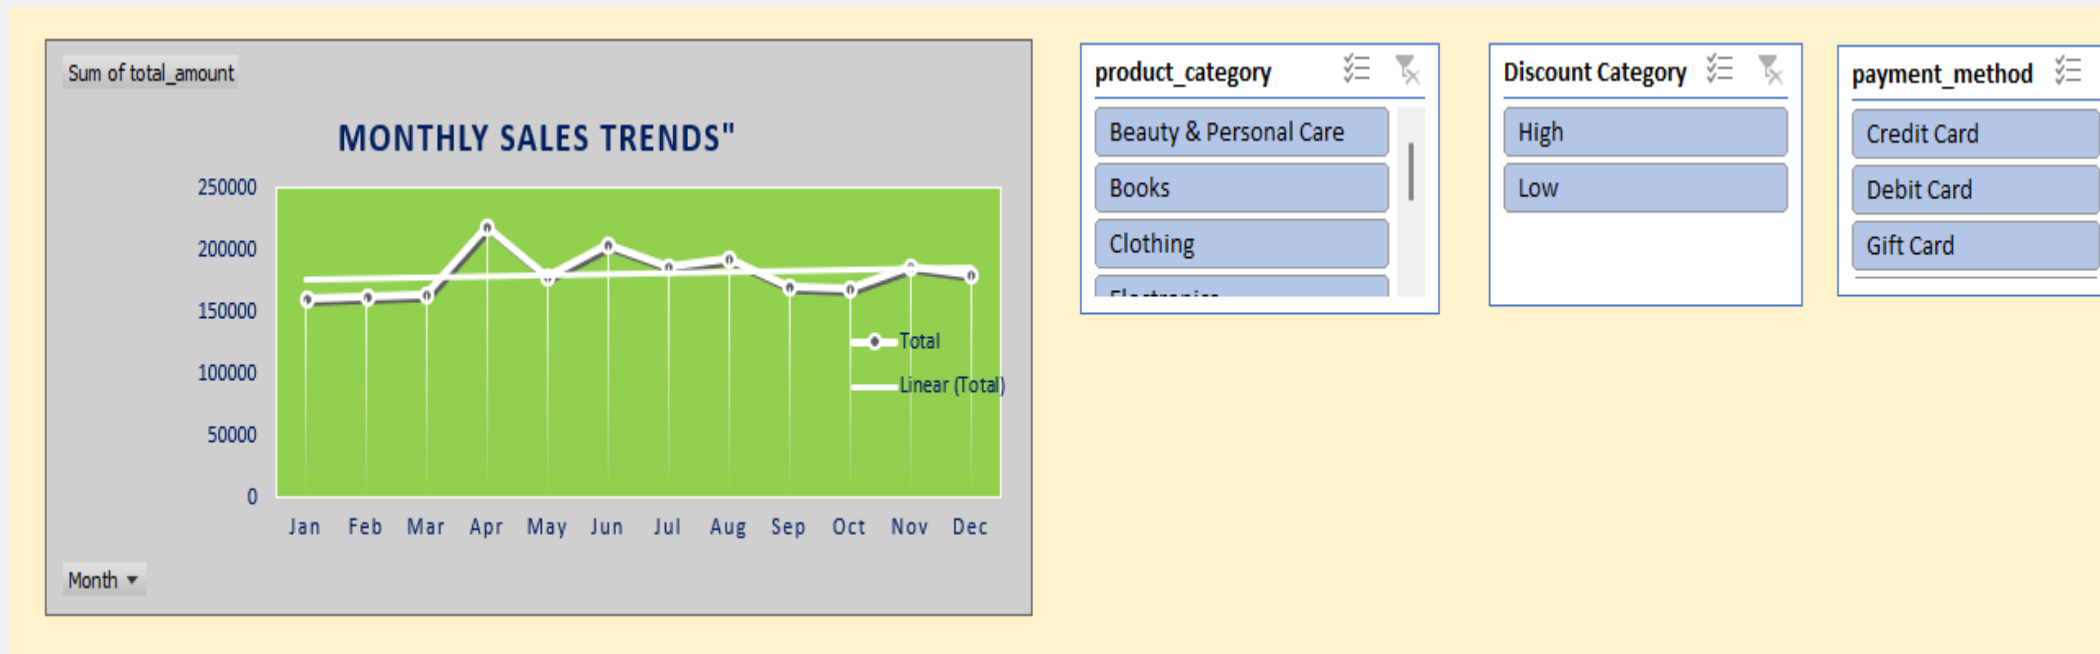 Sum of total_amount
MONTHLY SALES TRENDS"
250000
200000
150000
100000
50000
0
Jan Feb Mar Apr May Jun Jul Aug Sep Oct Nov Dec
Total
Linear (Total)
Month
product_category
Beauty & Personal Care
Books
Clothing
Electronics
Discount Category
High
Low
payment_method
Credit Card
Debit Card
Gift Card